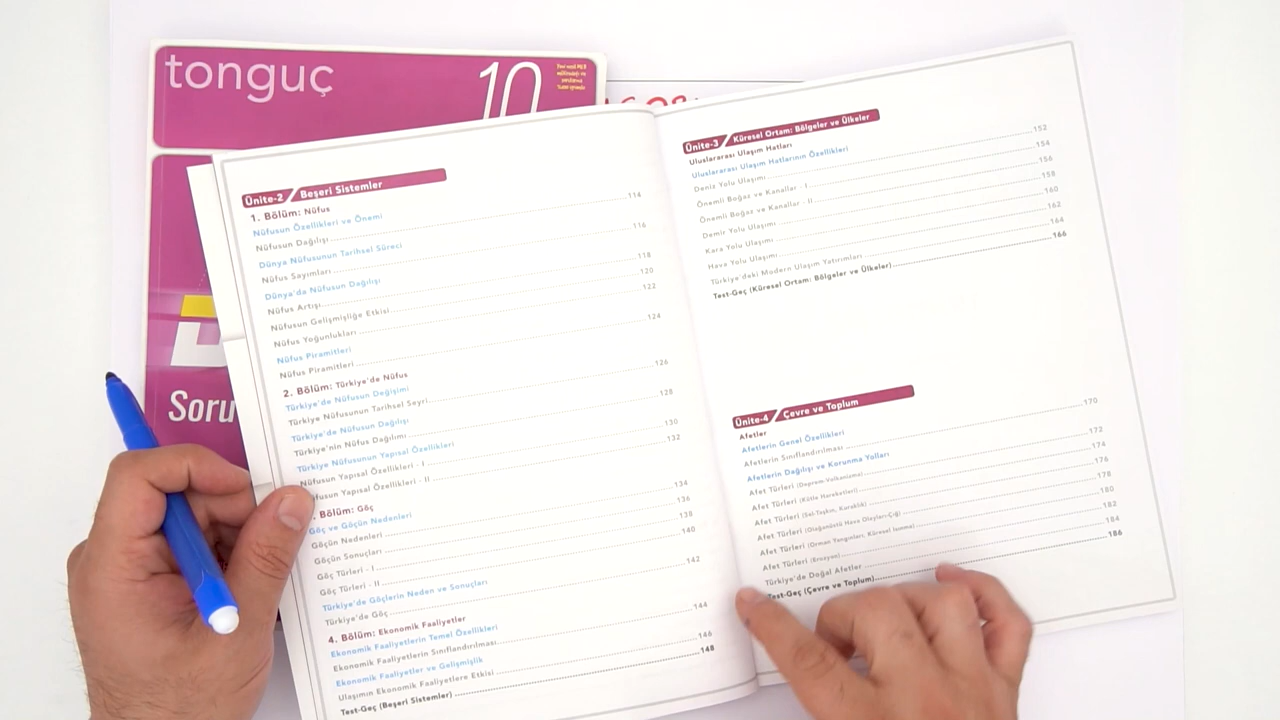 tonguç
10
Soru
Ünite-2 Beşeri Sistemler
1. Bölüm: Nüfus
Nüfusun Özellikleri ve Önemi
Nüfusun Dağılışı 114
Dünya Nüfusunun Tarihsel Süreci
Nüfus Sayımları 116
Dünya'da Nüfusun Dağılışı
Nüfus Artışı 118
Nüfusun Gelişmişliğe Etkisi 120
Nüfus Yoğunlukları 122
Nüfus Piramitleri
Nüfus Piramitleri 124
2. Bölüm: Türkiye'de Nüfus
Türkiye'de Nüfusun Değişimi
Türkiye Nüfusunun Tarihsel Seyri 126
Türkiye'de Nüfusun Dağılışı
Türkiye'nin Nüfus Dağılımı 128
Türkiye Nüfusunun Yapısal Özellikleri
Nüfusun Yapısal Özellikleri - I 130
ufusun Yapısal Özellikleri - II 132
. Bölüm: Göç
Göç ve Göçün Nedenleri
Göçün Nedenleri 134
Göçün Sonuçları 136
Göç Türleri - I 138
Göç Türleri - II 140
Türkiye'de Göçlerin Neden ve Sonuçları
Türkiye'de Göç 142
4. Bölüm: Ekonomik Faaliyetler
Ekonomik Faaliyetlerin Temel Özellikleri
Ekonomik Faaliyetlerin Sınıflandırılması 144
Ekonomik Faaliyetler ve Gelişmişlik
Ulaşımın Ekonomik Faaliyetlere Etkisi 146
Test-Geç (Beşeri Sistemler) 148
Ünite-3 Küresel Ortam: Bölgeler ve Ülkeler
Uluslararası Ulaşım Hatları
Uluslararası Ulaşım Hatlarının Özellikleri
Deniz Yolu Ulaşımı 152
Önemli Boğaz ve Kanallar - I 154
Önemli Boğaz ve Kanallar - II 156
Demir Yolu Ulaşımı 158
Kara Yolu Ulaşımı 160
Hava Yolu Ulaşımı 162
Türkiye'deki Modern Ulaşım Yatırımları 164
Test-Geç (Küresel Ortam: Bölgeler ve Ülkeler) 166
Ünite-4 Çevre ve Toplum
Afetler
Afetlerin Genel Özellikleri
Afetlerin Sınıflandırılması 170
Afetlerin Dağılışı ve Korunma Yolları
Afet Türleri (Deprem-Volkanizma) 172
Afet Türleri (Kütle Hareketleri) 174
Afet Türleri (Sel-Taşkın, Kuraklık) 176
Afet Türleri (Olağanüstü Hava Olayları-Çığ) 178
Afet Türleri (Orman Yangınları, Küresel Isınma) 180
Afet Türleri (Erozyon) 182
Türkiye'de Doğal Afetler 184
Test-Geç (Çevre ve Toplum) 186